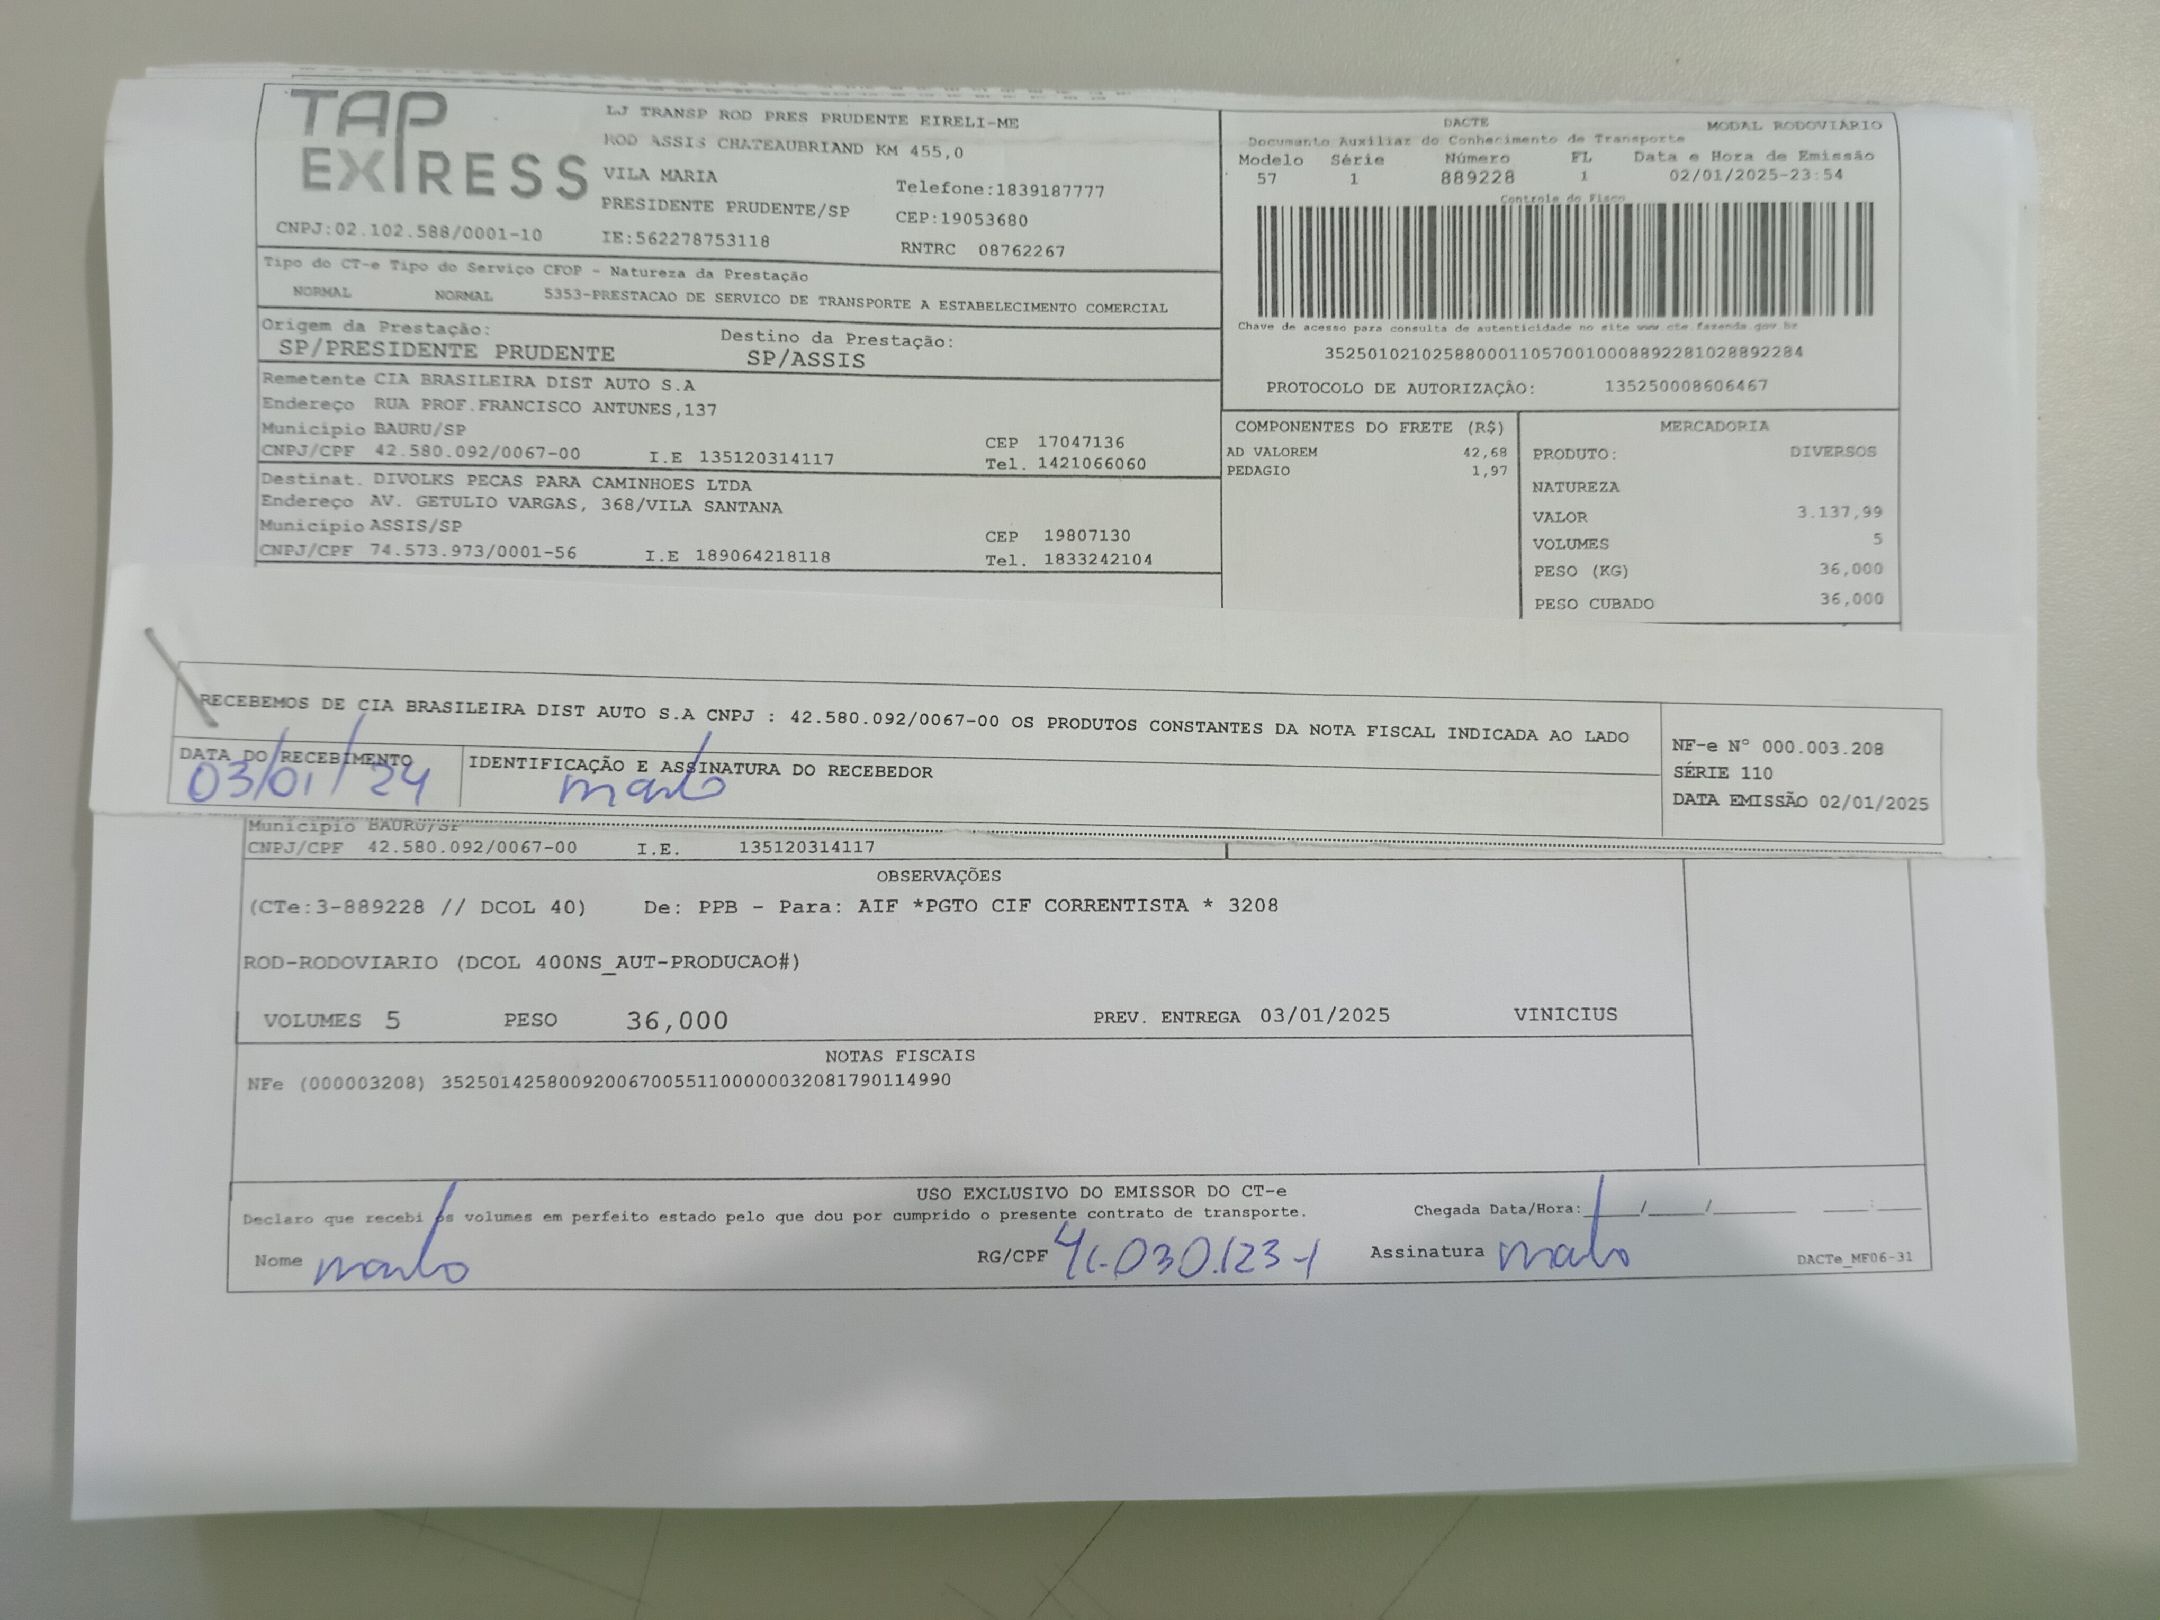 TAP EXPRESS
LJ TRANSP ROD PRES PRUDENTE EIRELI-ME
ROD ASSIS CHATEAUBRIAND KM 455,0
VILA MARIA
Telefone:1839187777
PRESIDENTE PRUDENTE/SP
CEP:19053680
CNPJ:02.102.588/0001-10
IE:562278753118
RNTRC 08762267
Tipo do CT-e Tipo do Serviço CFOP - Natureza da Prestação
NORMAL NORMAL 5353-PRESTACAO DE SERVICO DE TRANSPORTE A ESTABELECIMENTO COMERCIAL
Origem da Prestação: Destino da Prestação:
SP/PRESIDENTE PRUDENTE SP/ASSIS
Remetente CIA BRASILEIRA DIST AUTO S.A
Endereço RUA PROF.FRANCISCO ANTUNES,137
Municipio BAURU/SP CEP 17047136
CNPJ/CPF 42.580.092/0067-00 I.E 135120314117 Tel. 1421066060
Destinat. DIVOLKS PECAS PARA CAMINHOES LTDA
Endereço AV. GETULIO VARGAS, 368/VILA SANTANA
Municipio ASSIS/SP CEP 19807130
CNPJ/CPF 74.573.973/0001-56 I.E 189064218118 Tel. 1833242104
DACTE MODAL RODOVIARIO
Documento Auxiliar do Conhecimento de Transporte
Modelo Série Número FL Data e Hora de Emissão
57 1 889228 1 02/01/2025-23:54
Controle do Fisco
Chave de acesso para consulta de autenticidade no site www.cte.fazenda.gov.br
35250102102588000110570010008892281028892284
PROTOCOLO DE AUTORIZAÇÃO: 135250008606467
COMPONENTES DO FRETE (R$)
AD VALOREM 42,68
PEDAGIO 1,97
MERCADORIA
PRODUTO: DIVERSOS
NATUREZA
VALOR 3.137,99
VOLUMES 5
PESO (KG) 36,000
PESO CUBADO 36,000
RECEBEMOS DE CIA BRASILEIRA DIST AUTO S.A CNPJ : 42.580.092/0067-00 OS PRODUTOS CONSTANTES DA NOTA FISCAL INDICADA AO LADO
DATA DO RECEBIMENTO IDENTIFICAÇÃO E ASSINATURA DO RECEBEDOR
03/01/24
NF-e N° 000.003.208
SÉRIE 110
DATA EMISSÃO 02/01/2025
Municipio BAURU/SP
CNPJ/CPF 42.580.092/0067-00 I.E. 135120314117
OBSERVAÇÕES
(CTe:3-889228 // DCOL 40) De: PPB - Para: AIF *PGTO CIF CORRENTISTA * 3208
ROD-RODOVIARIO (DCOL 400NS_AUT-PRODUCAO#)
VOLUMES 5 PESO 36,000 PREV. ENTREGA 03/01/2025 VINICIUS
NOTAS FISCAIS
NFe (000003208) 35250142580092006700551100000032081790114990
USO EXCLUSIVO DO EMISSOR DO CT-e
Declaro que recebi os volumes em perfeito estado pelo que dou por cumprido o presente contrato de transporte. Chegada Data/Hora:____/____/______ ___:___
Nome RG/CPF Assinatura
DACTe_MF06-31